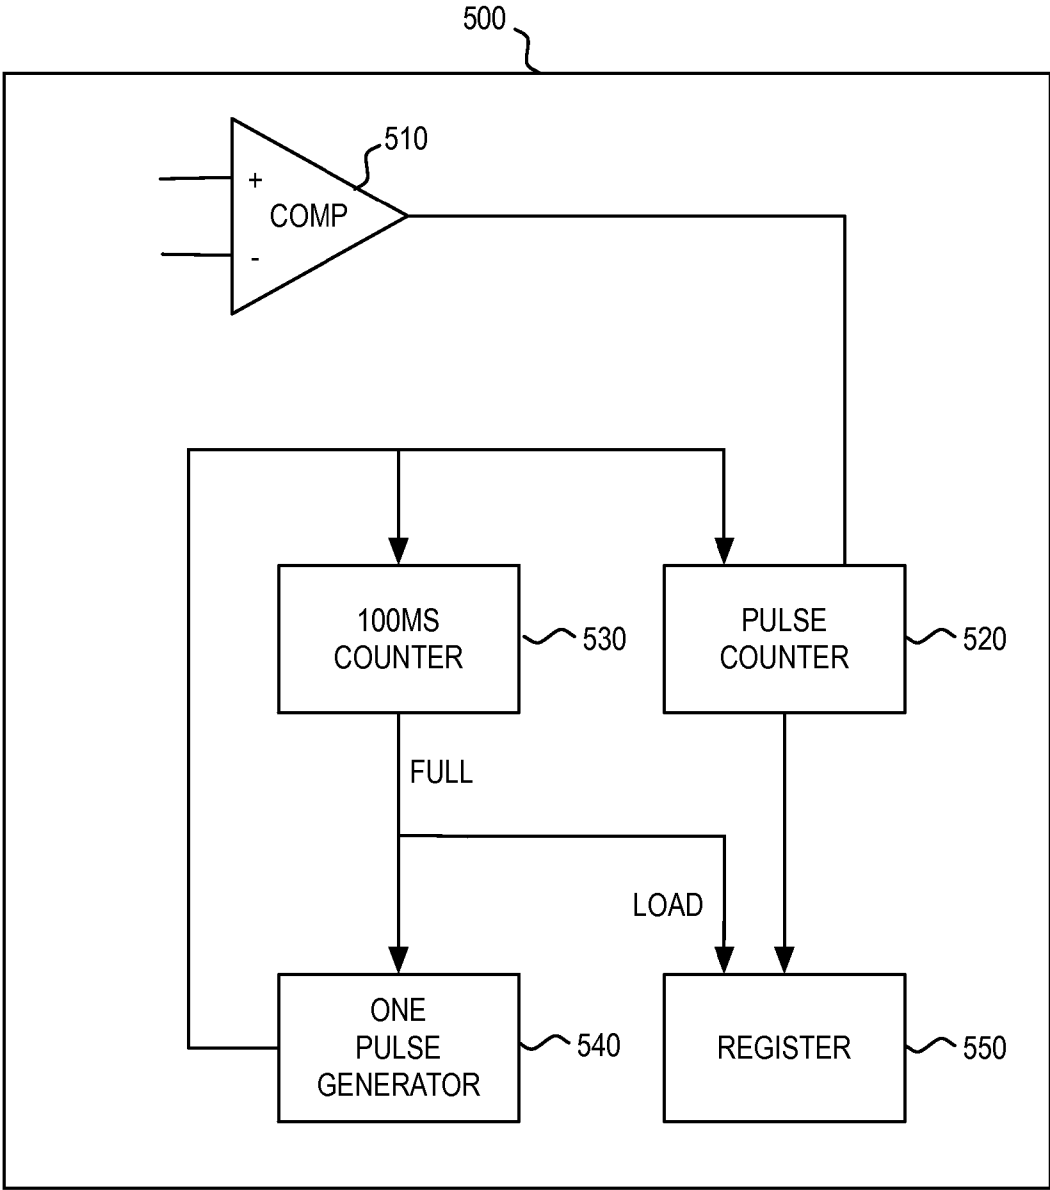 500
510
+
COMP
-
100MS
COUNTER
530
PULSE
COUNTER
520
FULL
LOAD
ONE
PULSE
GENERATOR
540
REGISTER
550